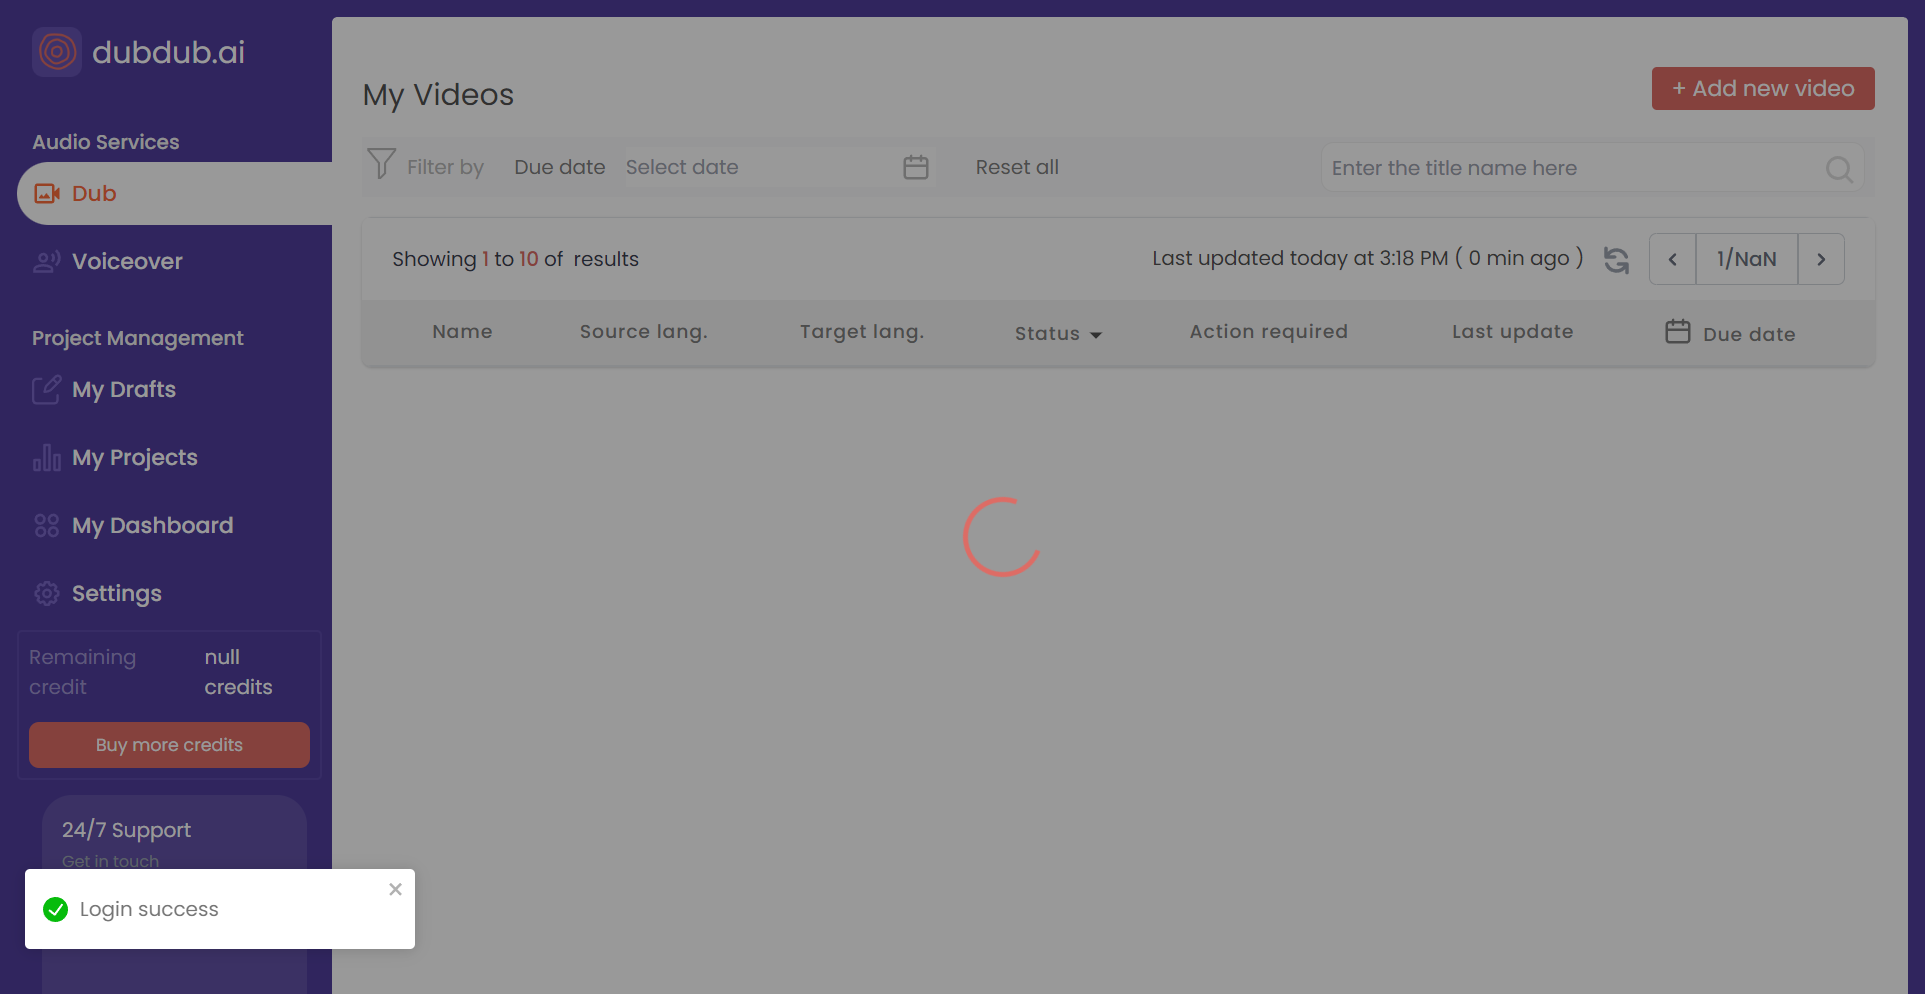 dubdub.ai
Audio Services
Dub
Voiceover
Project Management
My Drafts
My Projects
My Dashboard
Settings
Remaining credit
null credits
Buy more credits
24/7 Support
Get in touch
Login success
My Videos
+ Add new video
Filter by Due date Select date Reset all Enter the title name here
Showing 1 to 10 of results Last updated today at 3:18 PM ( 0 min ago ) 1/NaN
Name Source lang. Target lang. Status Action required Last update Due date